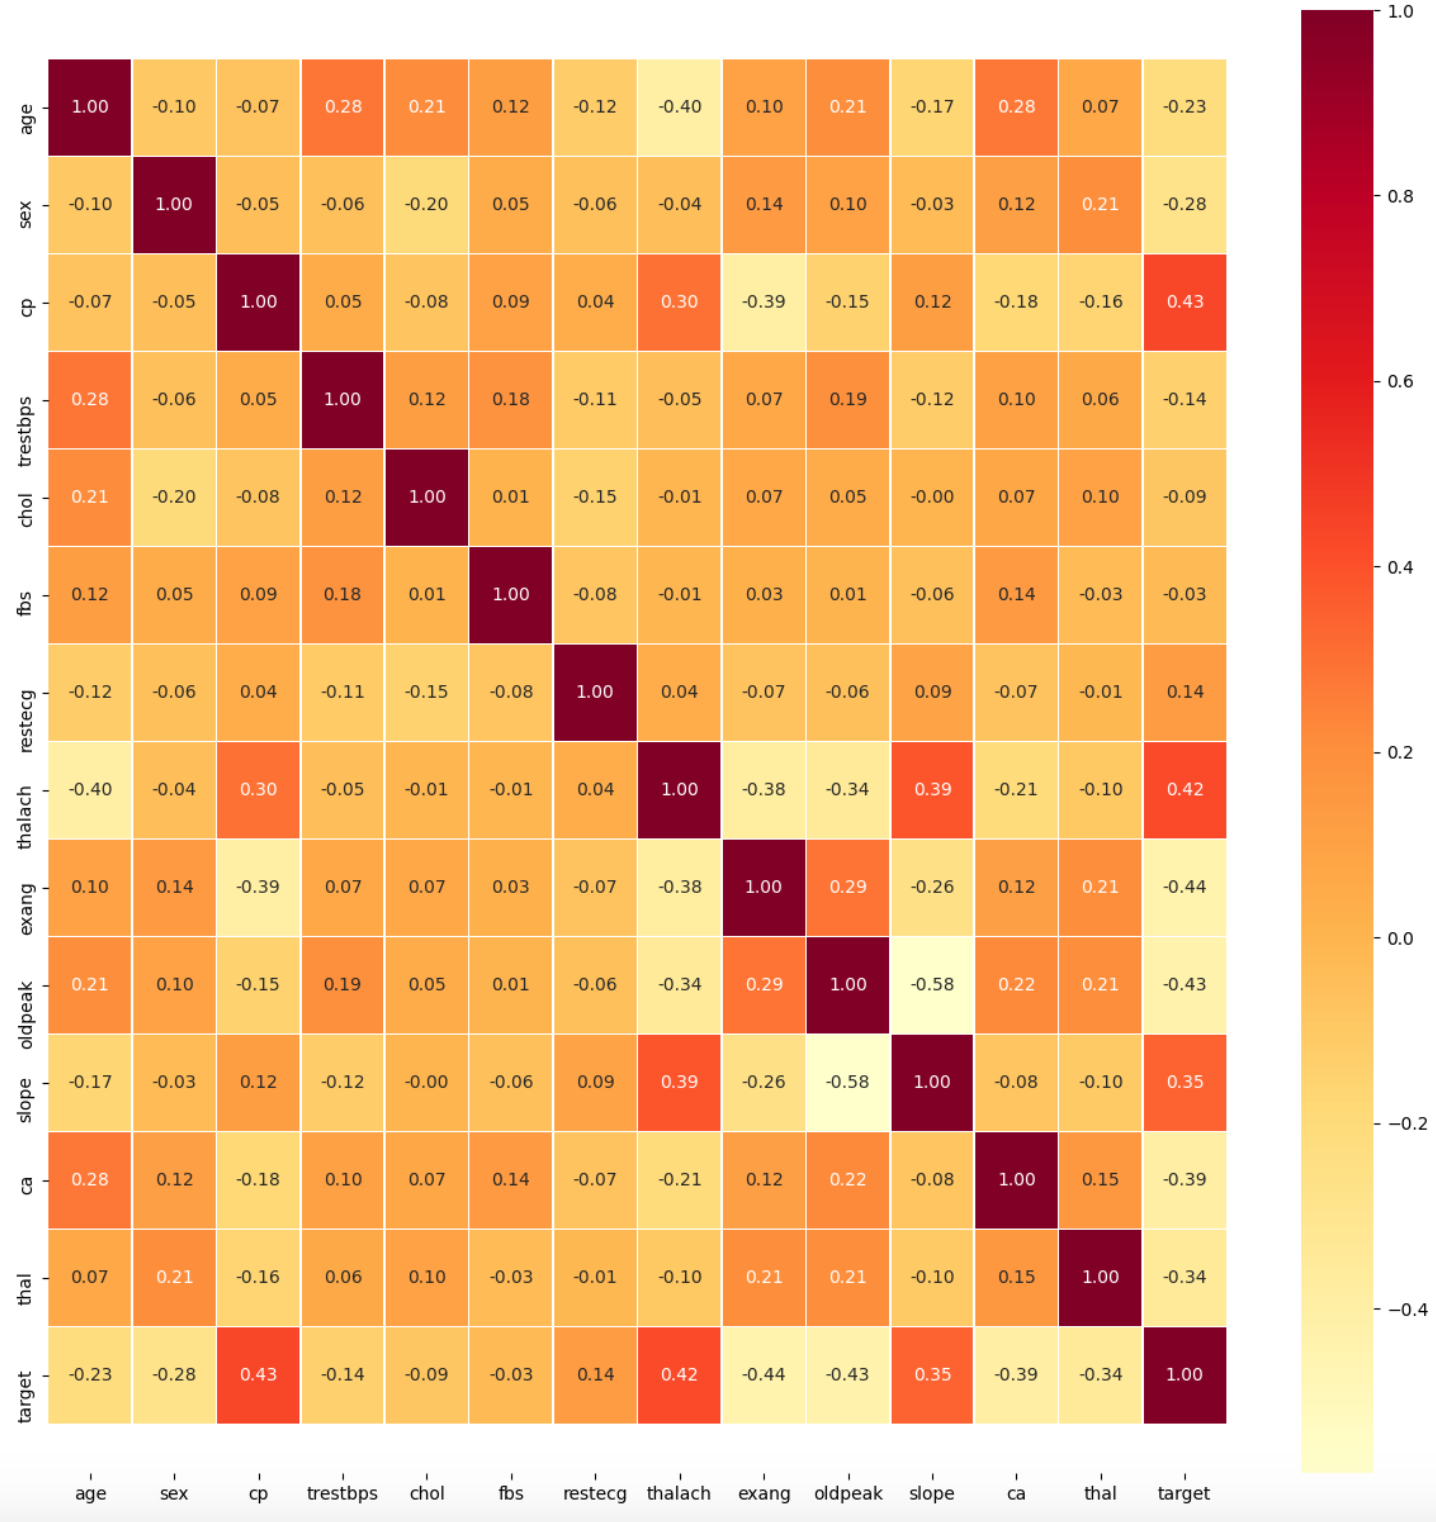 1.0
age 1.00 -0.10 -0.07 0.28 0.21 0.12 -0.12 -0.40 0.10 0.21 -0.17 0.28 0.07 -0.23
0.8
sex -0.10 1.00 -0.05 -0.06 -0.20 0.05 -0.06 -0.04 0.14 0.10 -0.03 0.12 0.21 -0.28
cp -0.07 -0.05 1.00 0.05 -0.08 0.09 0.04 0.30 -0.39 -0.15 0.12 -0.18 -0.16 0.43
0.6
trestbps 0.28 -0.06 0.05 1.00 0.12 0.18 -0.11 -0.05 0.07 0.19 -0.12 0.10 0.06 -0.14
chol 0.21 -0.20 -0.08 0.12 1.00 0.01 -0.15 -0.01 0.07 0.05 -0.00 0.07 0.10 -0.09
0.4
fbs 0.12 0.05 0.09 0.18 0.01 1.00 -0.08 -0.01 0.03 0.01 -0.06 0.14 -0.03 -0.03
restecg -0.12 -0.06 0.04 -0.11 -0.15 -0.08 1.00 0.04 -0.07 -0.06 0.09 -0.07 -0.01 0.14
0.2
thalach -0.40 -0.04 0.30 -0.05 -0.01 -0.01 0.04 1.00 -0.38 -0.34 0.39 -0.21 -0.10 0.42
exang 0.10 0.14 -0.39 0.07 0.07 0.03 -0.07 -0.38 1.00 0.29 -0.26 0.12 0.21 -0.44
0.0
oldpeak 0.21 0.10 -0.15 0.19 0.05 0.01 -0.06 -0.34 0.29 1.00 -0.58 0.22 0.21 -0.43
slope -0.17 -0.03 0.12 -0.12 -0.00 -0.06 0.09 0.39 -0.26 -0.58 1.00 -0.08 -0.10 0.35
−0.2
ca 0.28 0.12 -0.18 0.10 0.07 0.14 -0.07 -0.21 0.12 0.22 -0.08 1.00 0.15 -0.39
thal 0.07 0.21 -0.16 0.06 0.10 -0.03 -0.01 -0.10 0.21 0.21 -0.10 0.15 1.00 -0.34
−0.4
target -0.23 -0.28 0.43 -0.14 -0.09 -0.03 0.14 0.42 -0.44 -0.43 0.35 -0.39 -0.34 1.00
age sex cp trestbps chol fbs restecg thalach exang oldpeak slope ca thal target